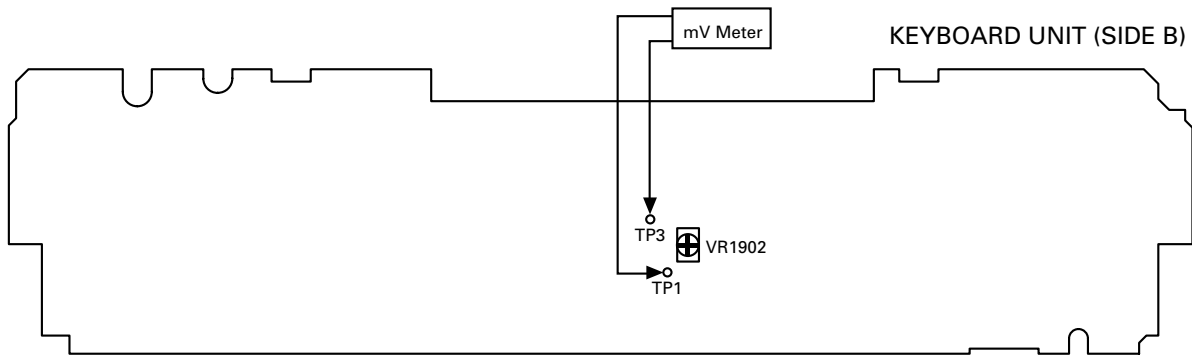 mV Meter
KEYBOARD UNIT (SIDE B)
TP3
VR1902
TP1